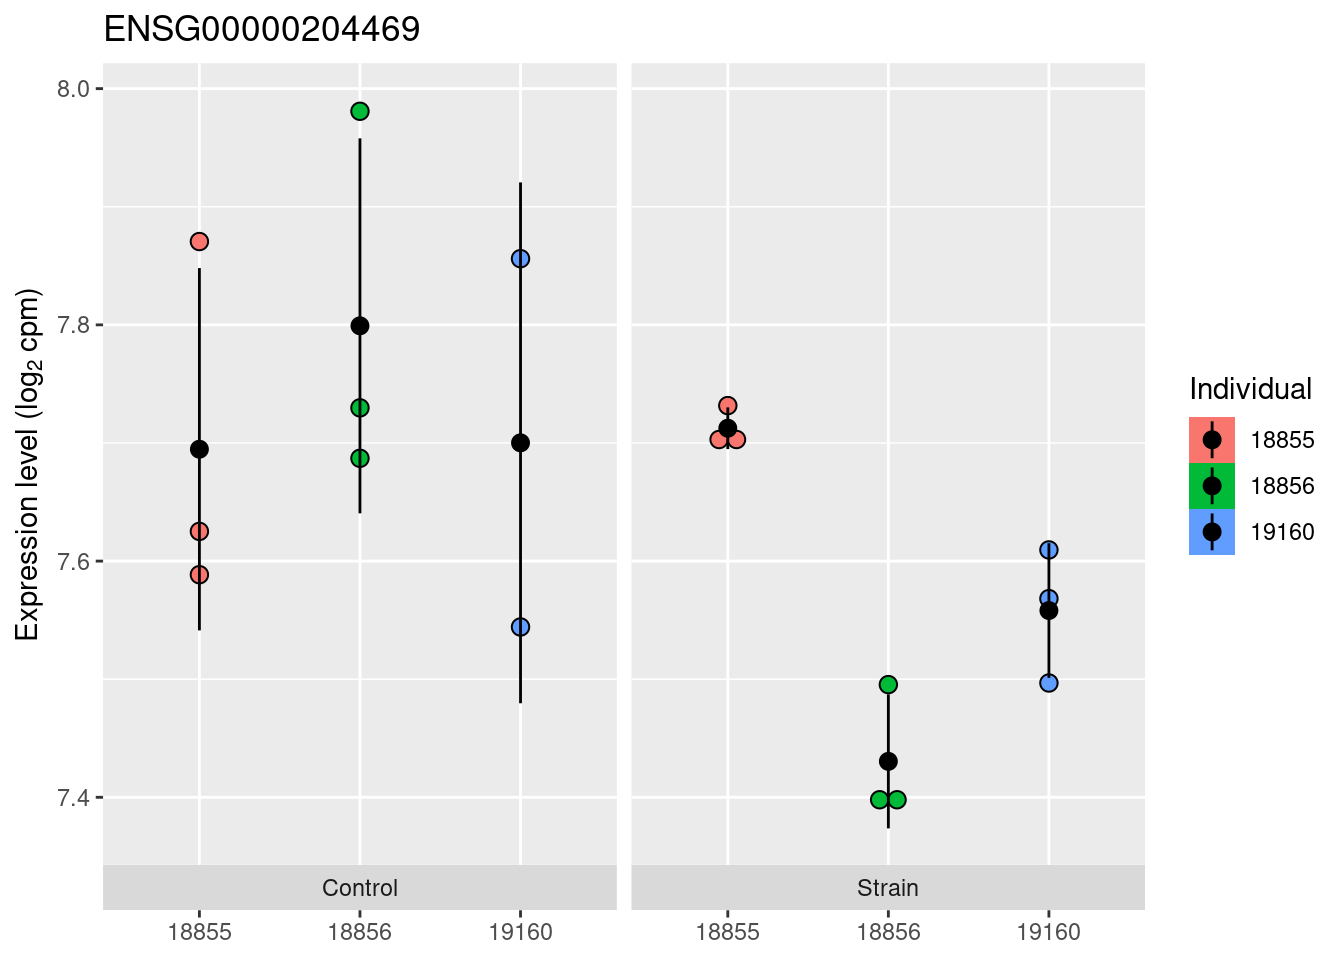 ENSG00000204469
Expression level (log₂ cpm)
8.0
7.8
7.6
7.4
Control
Strain
18855
18856
19160
18855
18856
19160
Individual
18855
18856
19160